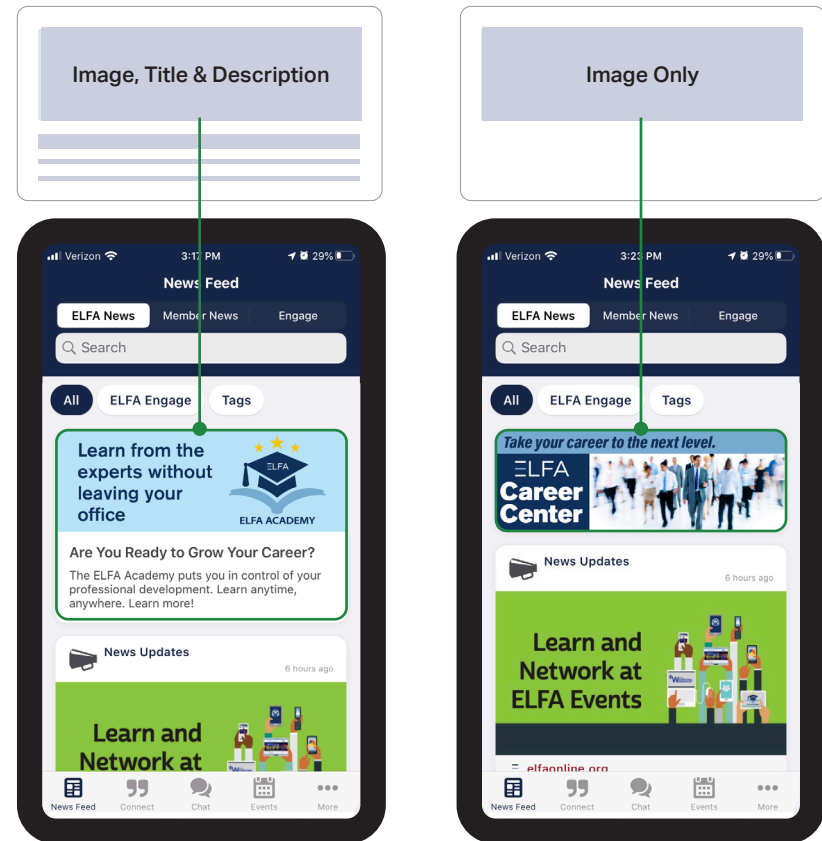 Image, Title & Description
Verizon
3:17 PM
29%
News Feed
ELFA News
Member News
Engage
Search
All
ELFA Engage
Tags
Learn from the
experts without
leaving your
office
ELFA
ELFA ACADEMY
Are You Ready to Grow Your Career?
The ELFA Academy puts you in control of your
professional development. Learn anytime,
anywhere. Learn more!
News Updates
6 hours ago
Learn and
Network at
News Feed
Connect
Chat
Events
More
Image Only
Verizon
3:23 PM
29%
News Feed
ELFA News
Member News
Engage
Search
All
ELFA Engage
Tags
Take your career to the next level.
ELFA
Career
Center
News Updates
6 hours ago
Learn and
Network at
ELFA Events
elfaonline.org
News Feed
Connect
Chat
Events
More